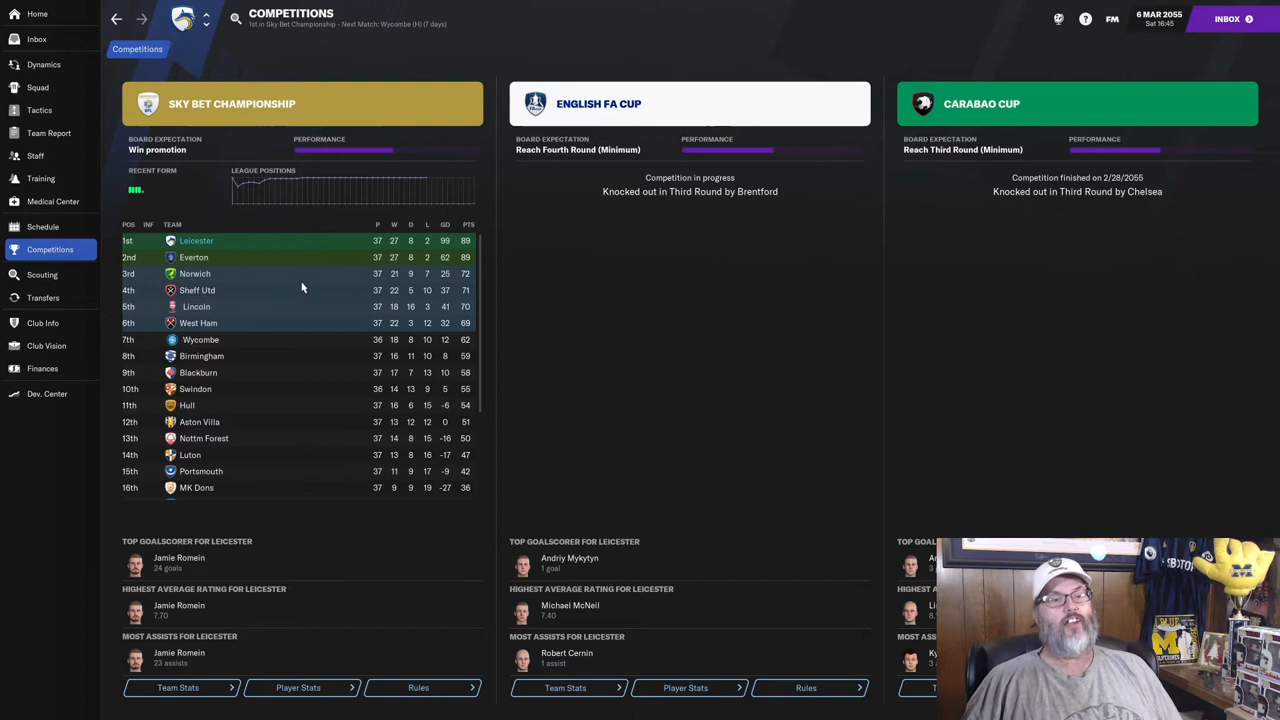 Home
COMPETITIONS
1st in Sky Bet Championship - Next Match: Wycombe (H) (7 days)
FM
6 MAR 2055
Sat 16:45
INBOX
Inbox
Dynamics
Squad
Tactics
Team Report
Staff
Training
Medical Center
Schedule
Competitions
Scouting
Transfers
Club Info
Club Vision
Finances
Dev. Center
Competitions
SKY BET CHAMPIONSHIP
BOARD EXPECTATION PERFORMANCE
Win promotion
RECENT FORM LEAGUE POSITIONS
POS INF TEAM P W D L GD PTS
1st Leicester 37 27 8 2 99 89
2nd Everton 37 27 8 2 62 89
3rd Norwich 37 21 9 7 25 72
4th Sheff Utd 37 22 5 10 37 71
5th Lincoln 37 18 16 3 41 70
6th West Ham 37 22 3 12 32 69
7th Wycombe 36 18 8 10 12 62
8th Birmingham 37 16 11 10 8 59
9th Blackburn 37 17 7 13 10 58
10th Swindon 36 14 13 9 5 55
11th Hull 37 16 6 15 -6 54
12th Aston Villa 37 13 12 12 0 51
13th Nottm Forest 37 14 8 15 -16 50
14th Luton 37 13 8 16 -17 47
15th Portsmouth 37 11 9 17 -9 42
16th MK Dons 37 9 9 19 -27 36
TOP GOALSCORER FOR LEICESTER
Jamie Romein
24 goals
HIGHEST AVERAGE RATING FOR LEICESTER
Jamie Romein
7.70
MOST ASSISTS FOR LEICESTER
Jamie Romein
23 assists
Team Stats
Player Stats
Rules
ENGLISH FA CUP
BOARD EXPECTATION PERFORMANCE
Reach Fourth Round (Minimum)
Competition in progress
Knocked out in Third Round by Brentford
TOP GOALSCORER FOR LEICESTER
Andriy Mykytyn
1 goal
HIGHEST AVERAGE RATING FOR LEICESTER
Michael McNeil
7.40
MOST ASSISTS FOR LEICESTER
Robert Cernin
1 assist
Team Stats
Player Stats
Rules
CARABAO CUP
BOARD EXPECTATION PERFORMANCE
Reach Third Round (Minimum)
Competition finished on 2/28/2055
Knocked out in Third Round by Chelsea
TOP GO
HIGHES
MOST A